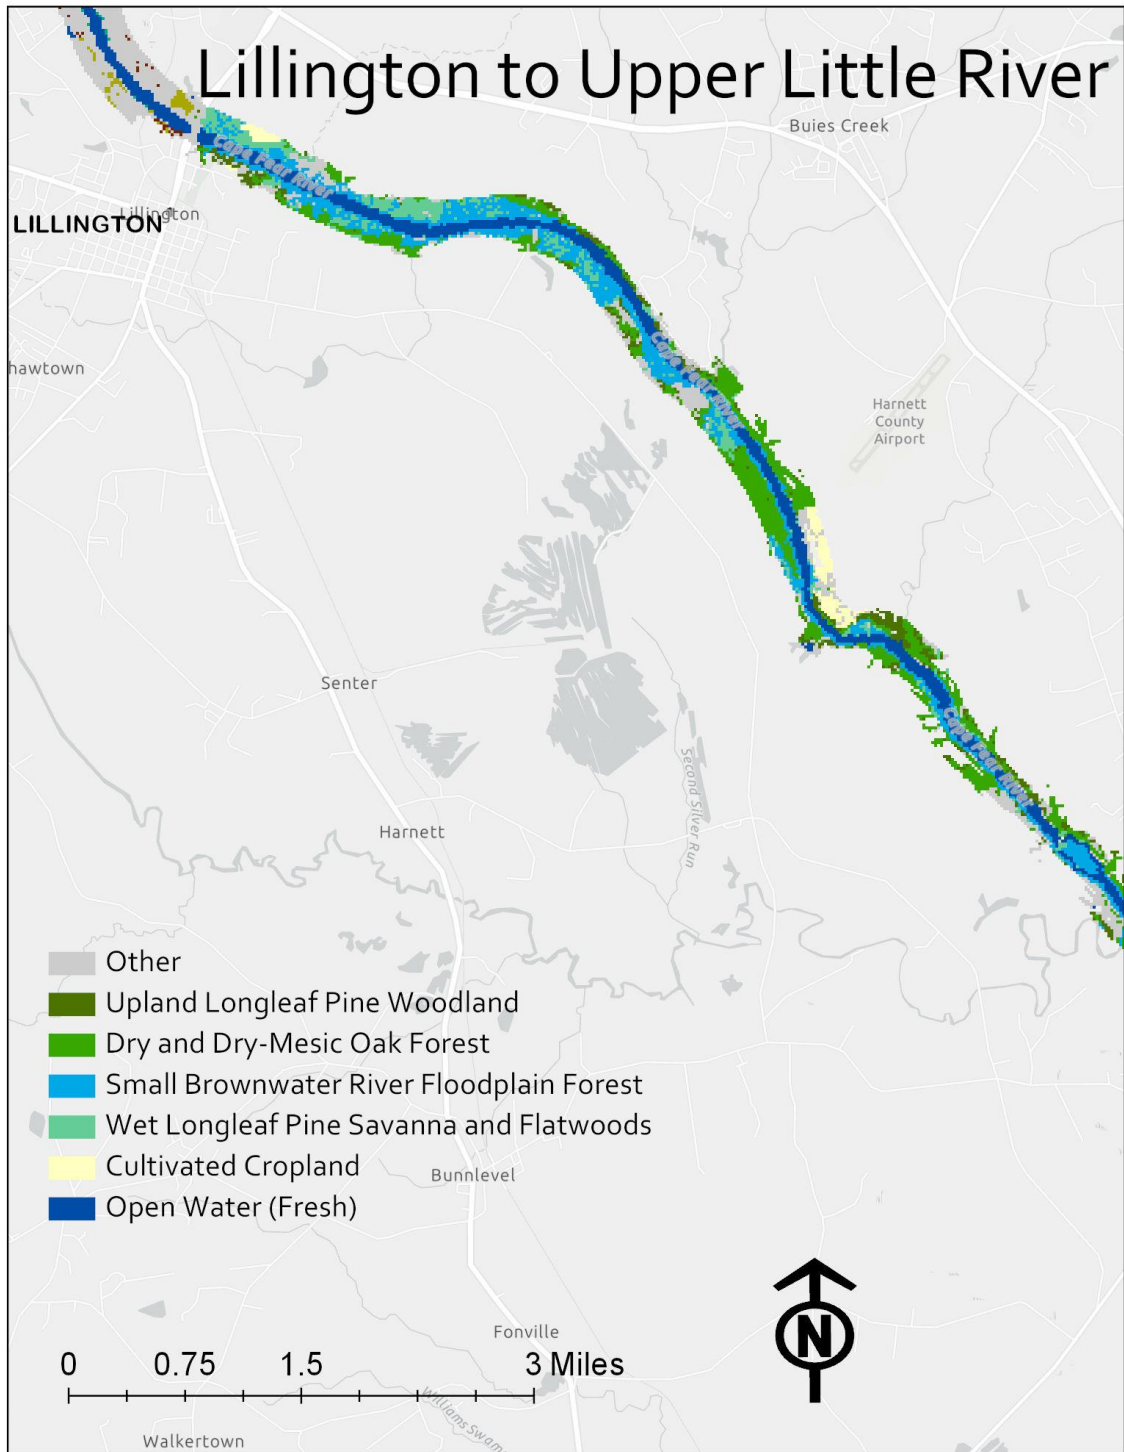 Lillington to Upper Little River
Buies Creek
Cape Fear River
Lillington
LILLINGTON
Cape Fear River
hawtown
Harnett
County
Airport
Senter
Cape Fear River
Second Silver Run
Harnett
Other
Upland Longleaf Pine Woodland
Dry and Dry-Mesic Oak Forest
Small Brownwater River Floodplain Forest
Wet Longleaf Pine Savanna and Flatwoods
Cultivated Cropland
Open Water (Fresh)
Bunnlevel
N
Fonville
0 0.75 1.5 3 Miles
Williams Swam
Walkertown